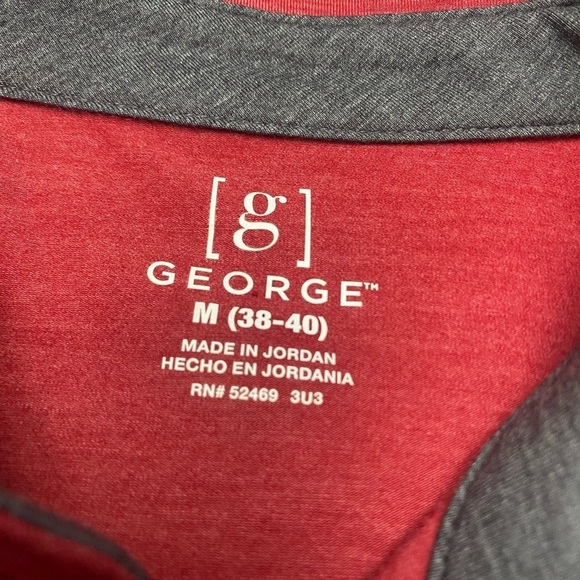 [g]
GEORGE™
M (38-40)
MADE IN JORDAN
HECHO EN JORDANIA
RN# 52469 3U3